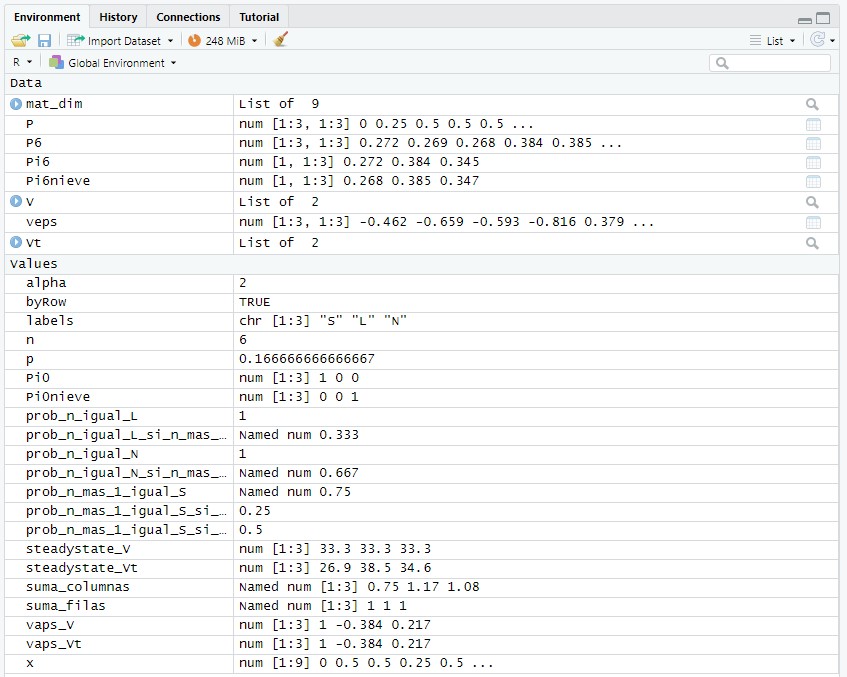 Environment History Connections Tutorial
Import Dataset 248 MiB List
R Global Environment
Data
mat_dim List of 9
P num [1:3, 1:3] 0 0.25 0.5 0.5 0.5 ...
P6 num [1:3, 1:3] 0.272 0.269 0.268 0.384 0.385 ...
Pi6 num [1, 1:3] 0.272 0.384 0.345
Pi6nieve num [1, 1:3] 0.268 0.385 0.347
V List of 2
veps num [1:3, 1:3] -0.462 -0.659 -0.593 -0.816 0.379 ...
Vt List of 2
Values
alpha 2
byRow TRUE
labels chr [1:3] "S" "L" "N"
n 6
p 0.166666666666667
Pi0 num [1:3] 1 0 0
Pi0nieve num [1:3] 0 0 1
prob_n_igual_L 1
prob_n_igual_L_si_n_mas_… Named num 0.333
prob_n_igual_N 1
prob_n_igual_N_si_n_mas_… Named num 0.667
prob_n_mas_1_igual_S Named num 0.75
prob_n_mas_1_igual_S_si_… 0.25
prob_n_mas_1_igual_S_si_… 0.5
steadystate_V num [1:3] 33.3 33.3 33.3
steadystate_Vt num [1:3] 26.9 38.5 34.6
suma_columnas Named num [1:3] 0.75 1.17 1.08
suma_filas Named num [1:3] 1 1 1
vaps_V num [1:3] 1 -0.384 0.217
vaps_Vt num [1:3] 1 -0.384 0.217
x num [1:9] 0 0.5 0.5 0.25 0.5 ...